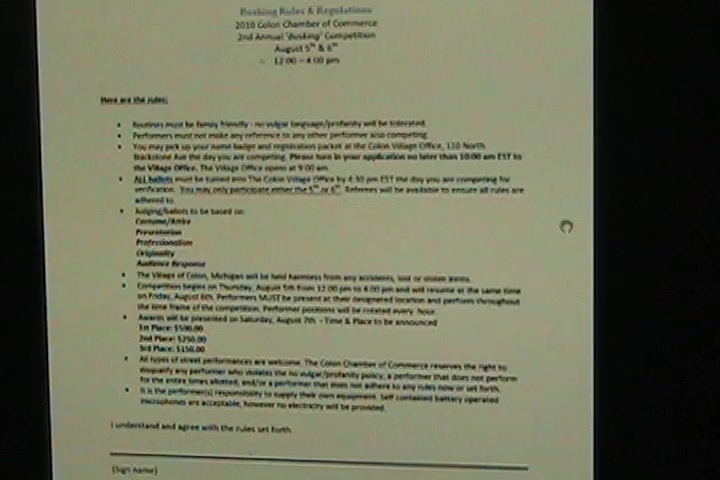 Busking Rules & Regulations
2010 Colon Chamber of Commerce
2nd Annual 'Busking' Competition
August 5th & 6th
12:00 – 4:00 pm
Here are the rules:
• Routines must be family friendly - no vulgar language/profanity will be tolerated.
• Performers must not make any reference to any other performer also competing
• You may pick up your name badge and registration packet at the Colon Village Office, 110 North
Blackstone Ave the day you are competing. Please turn in your application no later than 10:00 am EST to
the Village Office. The Village Office opens at 9:00 am.
• ALL ballots must be turned into The Colon Village Office by 4:30 pm EST the day you are competing for
verification. You may only participate either the 5th or 6th. Referees will be available to ensure all rules are
adhered to.
• Judging/ballots to be based on:
Costume/Attire
Presentation
Professionalism
Originality
Audience Response
• The Village of Colon, Michigan will be held harmless from any accidents, lost or stolen items.
• Competition begins on Thursday, August 5th from 12:00 pm to 4:00 pm and will resume at the same time
on Friday, August 6th. Performers MUST be present at their designated location and perform throughout
the time frame of the competition. Performer positions will be rotated every hour.
• Awards will be presented on Saturday, August 7th - Time & Place to be announced
1st Place: $500.00
2nd Place: $250.00
3rd Place: $150.00
• All types of street performances are welcome. The Colon Chamber of Commerce reserves the right to
disqualify any performer who violates the no vulgar/profanity policy, a performer that does not perform
for the entire times allotted, and/or a performer that does not adhere to any rules now or set forth.
• It is the performer(s) responsibility to supply their own equipment. Self contained battery operated
microphones are acceptable, however no electricity will be provided.
I understand and agree with the rules set forth
(Sign name)